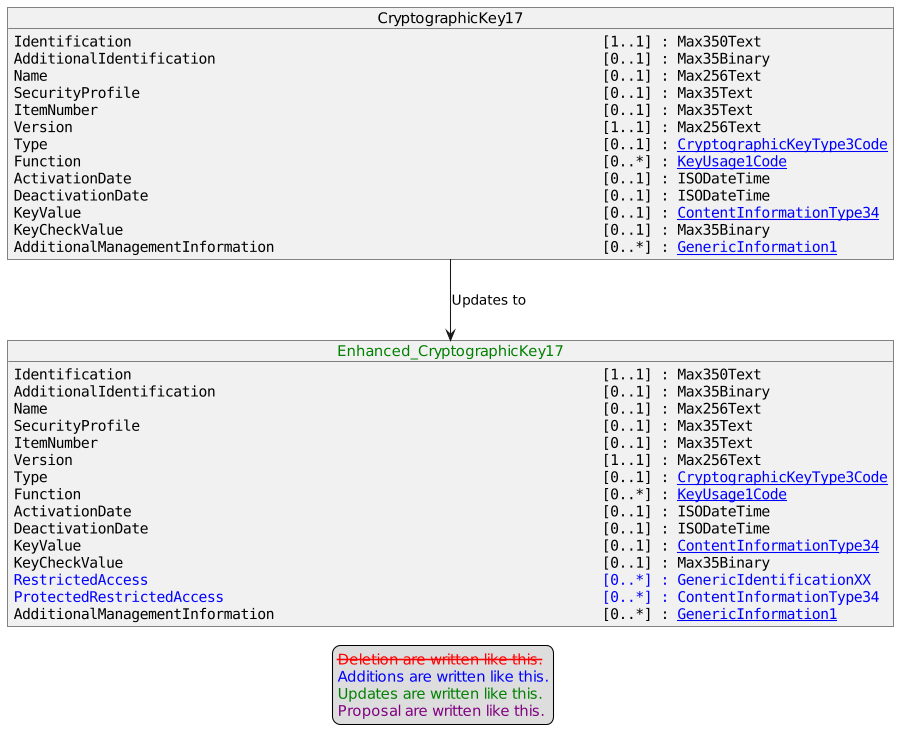 CryptographicKey17
Identification [1..1] : Max350Text
AdditionalIdentification [0..1] : Max35Binary
Name [0..1] : Max256Text
SecurityProfile [0..1] : Max35Text
ItemNumber [0..1] : Max35Text
Version [1..1] : Max256Text
Type [0..1] : CryptographicKeyType3Code
Function [0..*] : KeyUsage1Code
ActivationDate [0..1] : ISODateTime
DeactivationDate [0..1] : ISODateTime
KeyValue [0..1] : ContentInformationType34
KeyCheckValue [0..1] : Max35Binary
AdditionalManagementInformation [0..*] : GenericInformation1
Updates to
Enhanced_CryptographicKey17
Identification [1..1] : Max350Text
AdditionalIdentification [0..1] : Max35Binary
Name [0..1] : Max256Text
SecurityProfile [0..1] : Max35Text
ItemNumber [0..1] : Max35Text
Version [1..1] : Max256Text
Type [0..1] : CryptographicKeyType3Code
Function [0..*] : KeyUsage1Code
ActivationDate [0..1] : ISODateTime
DeactivationDate [0..1] : ISODateTime
KeyValue [0..1] : ContentInformationType34
KeyCheckValue [0..1] : Max35Binary
RestrictedAccess [0..*] : GenericIdentificationXX
ProtectedRestrictedAccess [0..*] : ContentInformationType34
AdditionalManagementInformation [0..*] : GenericInformation1
Deletion are written like this.
Additions are written like this.
Updates are written like this.
Proposal are written like this.